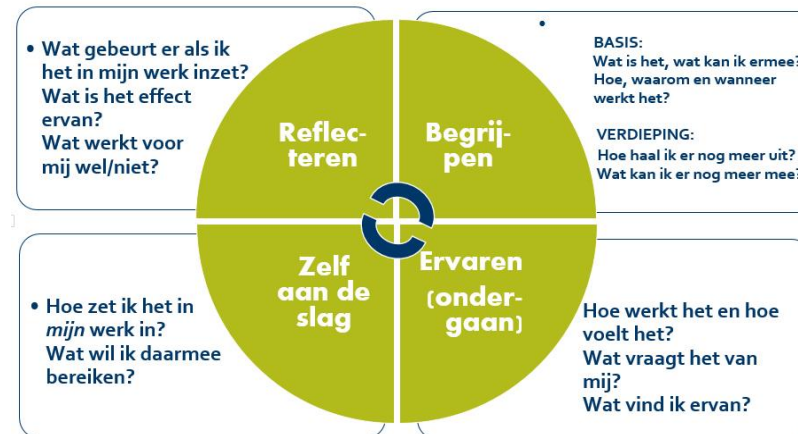 • Wat gebeurt er als ik
het in mijn werk inzet?
Wat is het effect
ervan?
Wat werkt voor
mij wel/niet?
Reflec-
teren
Begrij-
pen
•
BASIS:
Wat is het, wat kan ik ermee?
Hoe, waarom en wanneer
werkt het?
VERDIEPING:
Hoe haal ik er nog meer uit?
Wat kan ik er nog meer mee?
• Hoe zet ik het in
mijn werk in?
Wat wil ik daarmee
bereiken?
Zelf
aan de
slag
Ervaren
(onder-
gaan)
Hoe werkt het en hoe
voelt het?
Wat vraagt het van
mij?
Wat vind ik ervan?